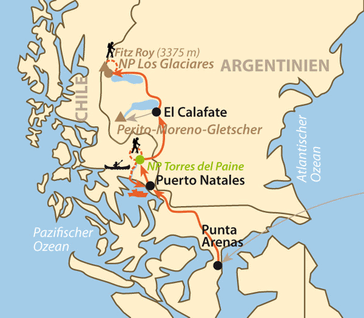 Fitz Roy (3375 m)
NP Los Glaciares
ARGENTINIEN
CHILE
El Calafate
Perito-Moreno-Gletscher
Atlantischer
Ozean
NP Torres del Paine
Puerto Natales
Pazifischer
Ozean
Punta
Arenas